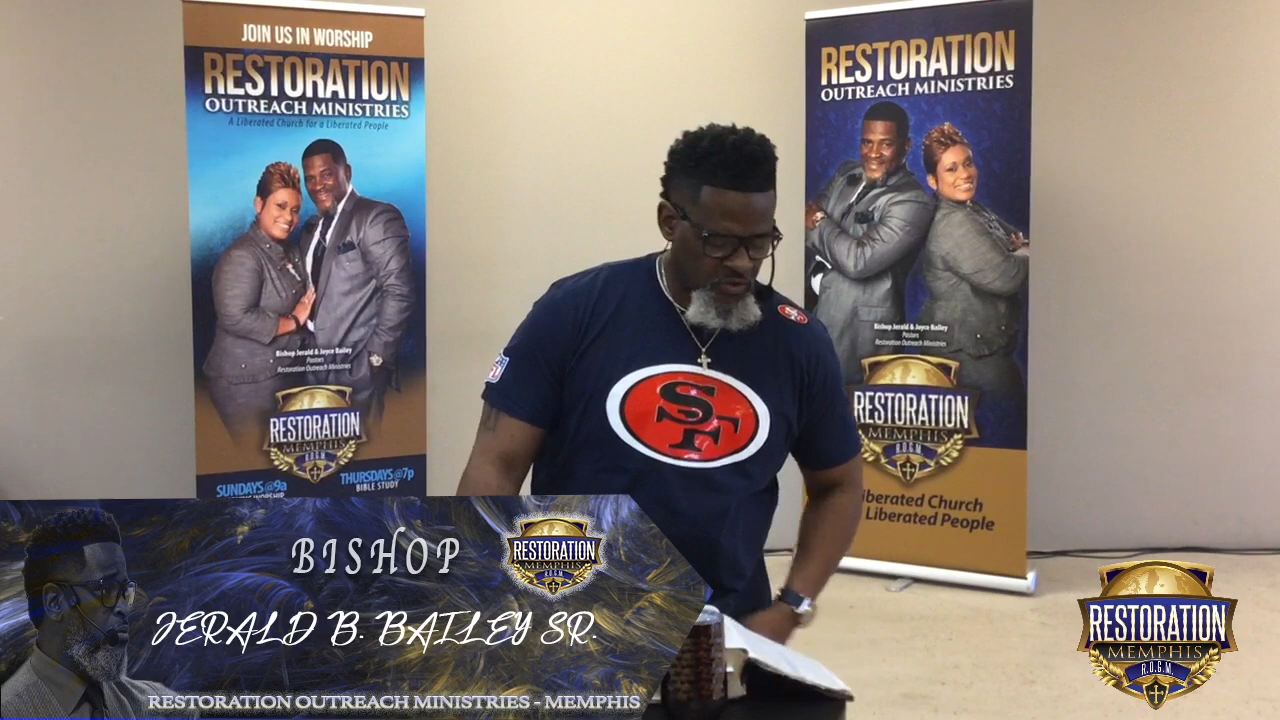 JOIN US IN WORSHIP
RESTORATION
OUTREACH MINISTRIES
A Liberated Church for a Liberated People
Bishop Jerald & Joyce Bailey
Pastors
Restoration Outreach Ministries
RESTORATION
MEMPHIS
R.O.G.M
SUNDAYS @9a
THURSDAYS @7p
BIBLE STUDY
RESTORATION
OUTREACH MINISTRIES
Bishop Jerald & Joyce Bailey
Pastors
Restoration Outreach Ministries
RESTORATION
MEMPHIS
R.O.G.M
iberated Church
Liberated People
SF
NFL
BISHOP
JERALD B. BAILEY SR.
RESTORATION OUTREACH MINISTRIES - MEMPHIS
RESTORATION
MEMPHIS
R.O.G.M
RESTORATION
MEMPHIS
R.O.G.M